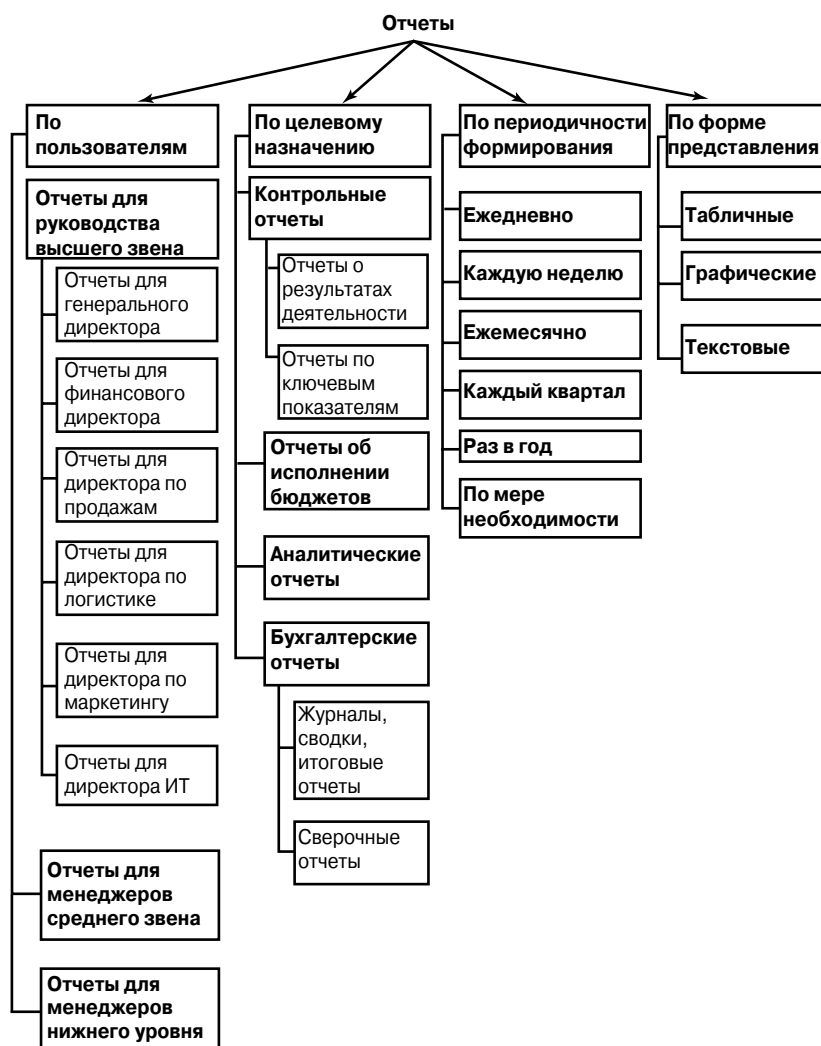 Отчеты
По
пользователям
Отчеты для
руководства
высшего звена
Отчеты для
генерального
директора
Отчеты для
финансового
директора
Отчеты для
директора по
продажам
Отчеты для
директора по
логистике
Отчеты для
директора по
маркетингу
Отчеты для
директора ИТ
Отчеты для
менеджеров
среднего звена
Отчеты для
менеджеров
нижнего уровня
По целевому
назначению
Контрольные
отчеты
Отчеты о
результатах
деятельности
Отчеты по
ключевым
показателям
Отчеты об
исполнении
бюджетов
Аналитические
отчеты
Бухгалтерские
отчеты
Журналы,
сводки,
итоговые
отчеты
Сверочные
отчеты
По периодичности
формирования
Ежедневно
Каждую неделю
Ежемесячно
Каждый квартал
Раз в год
По мере
необходимости
По форме
представления
Табличные
Графические
Текстовые